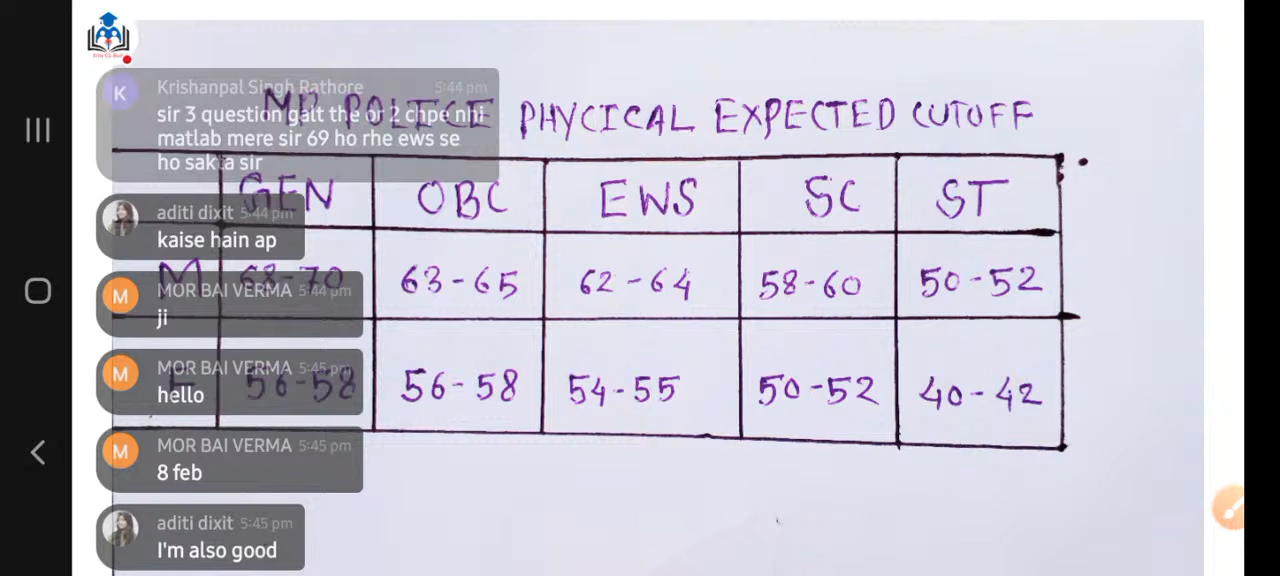 Krishanpal Singh Rathore 5:44 pm
sir 3 question galt the or 2 chpe nhi
matlab mere sir 69 ho rhe ews se
ho sakta sir
MP POLICE PHYCICAL EXPECTED CUTOFF
GEN OBC EWS SC ST
M 68-70 63-65 62-64 58-60 50-52
F 56-58 56-58 54-55 50-52 40-42
K
aditi dixit 5:44 pm
kaise hain ap
M
MOR BAI VERMA 5:44 pm
ji
M
MOR BAI VERMA 5:45 pm
hello
M
MOR BAI VERMA 5:45 pm
8 feb
aditi dixit 5:45 pm
I'm also good